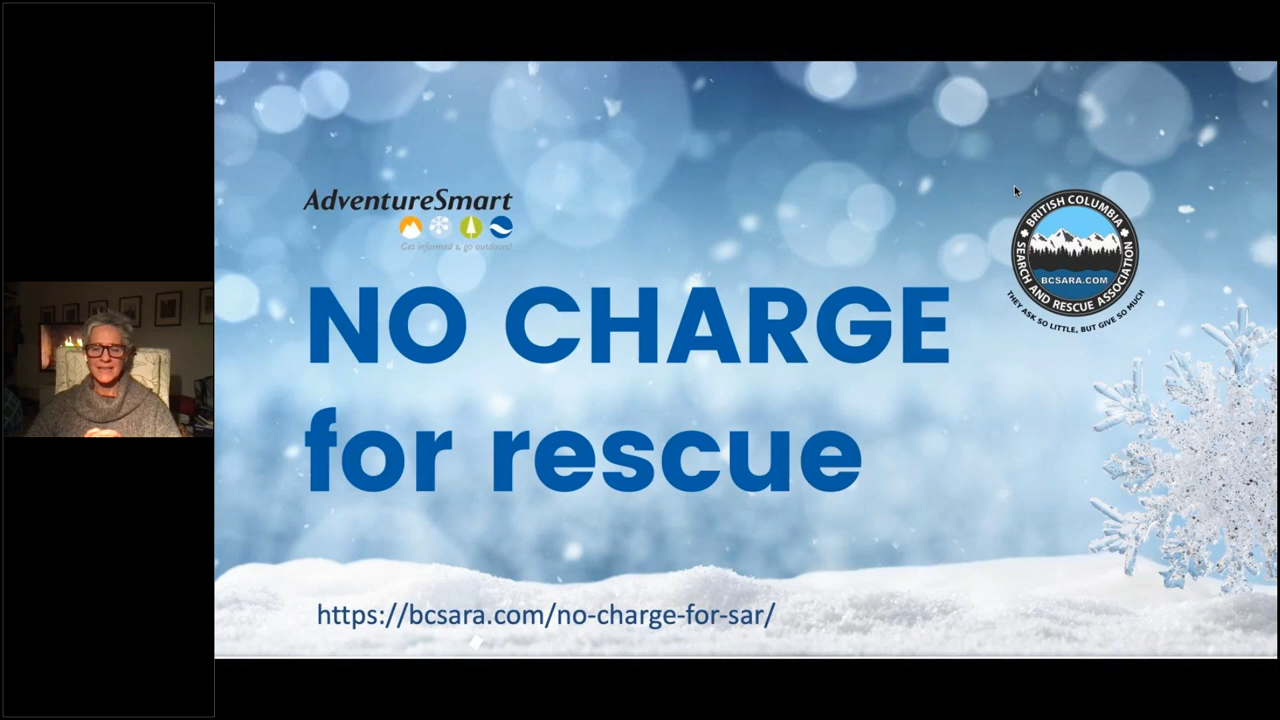 AdventureSmart
Get informed & go outdoors!
BRITISH COLUMBIA
SEARCH AND RESCUE ASSOCIATION
BCSARA.COM
THEY ASK SO LITTLE, BUT GIVE SO MUCH
NO CHARGE
for rescue
https://bcsara.com/no-charge-for-sar/